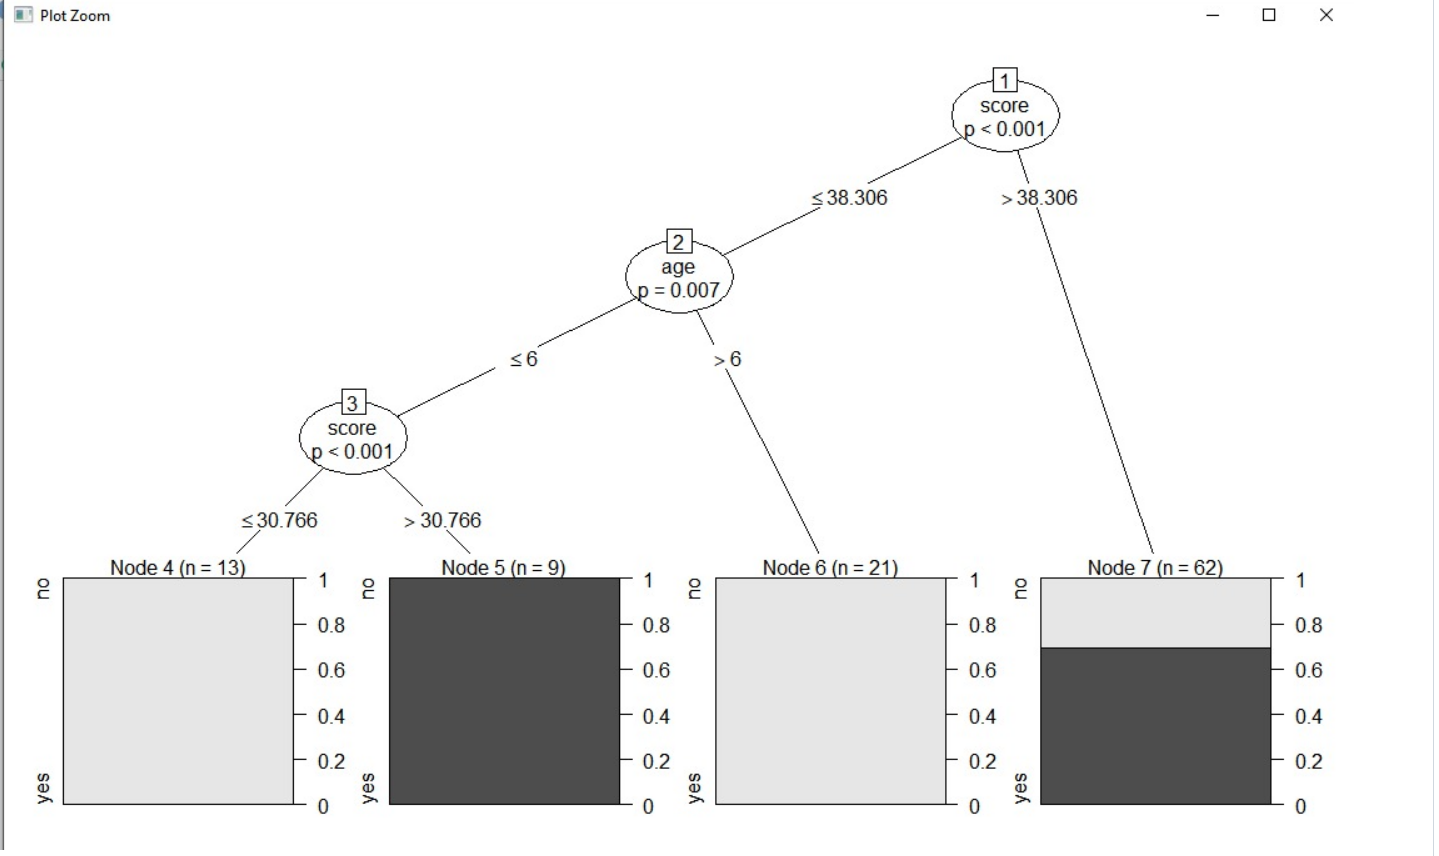 Plot Zoom
1
score
p < 0.001
≤ 38.306
> 38.306
2
age
p = 0.007
≤ 6
> 6
3
score
p < 0.001
≤ 30.766
> 30.766
Node 4 (n = 13)
no
yes
1
0.8
0.6
0.4
0.2
0
Node 5 (n = 9)
no
yes
1
0.8
0.6
0.4
0.2
0
Node 6 (n = 21)
no
yes
1
0.8
0.6
0.4
0.2
0
Node 7 (n = 62)
no
yes
1
0.8
0.6
0.4
0.2
0